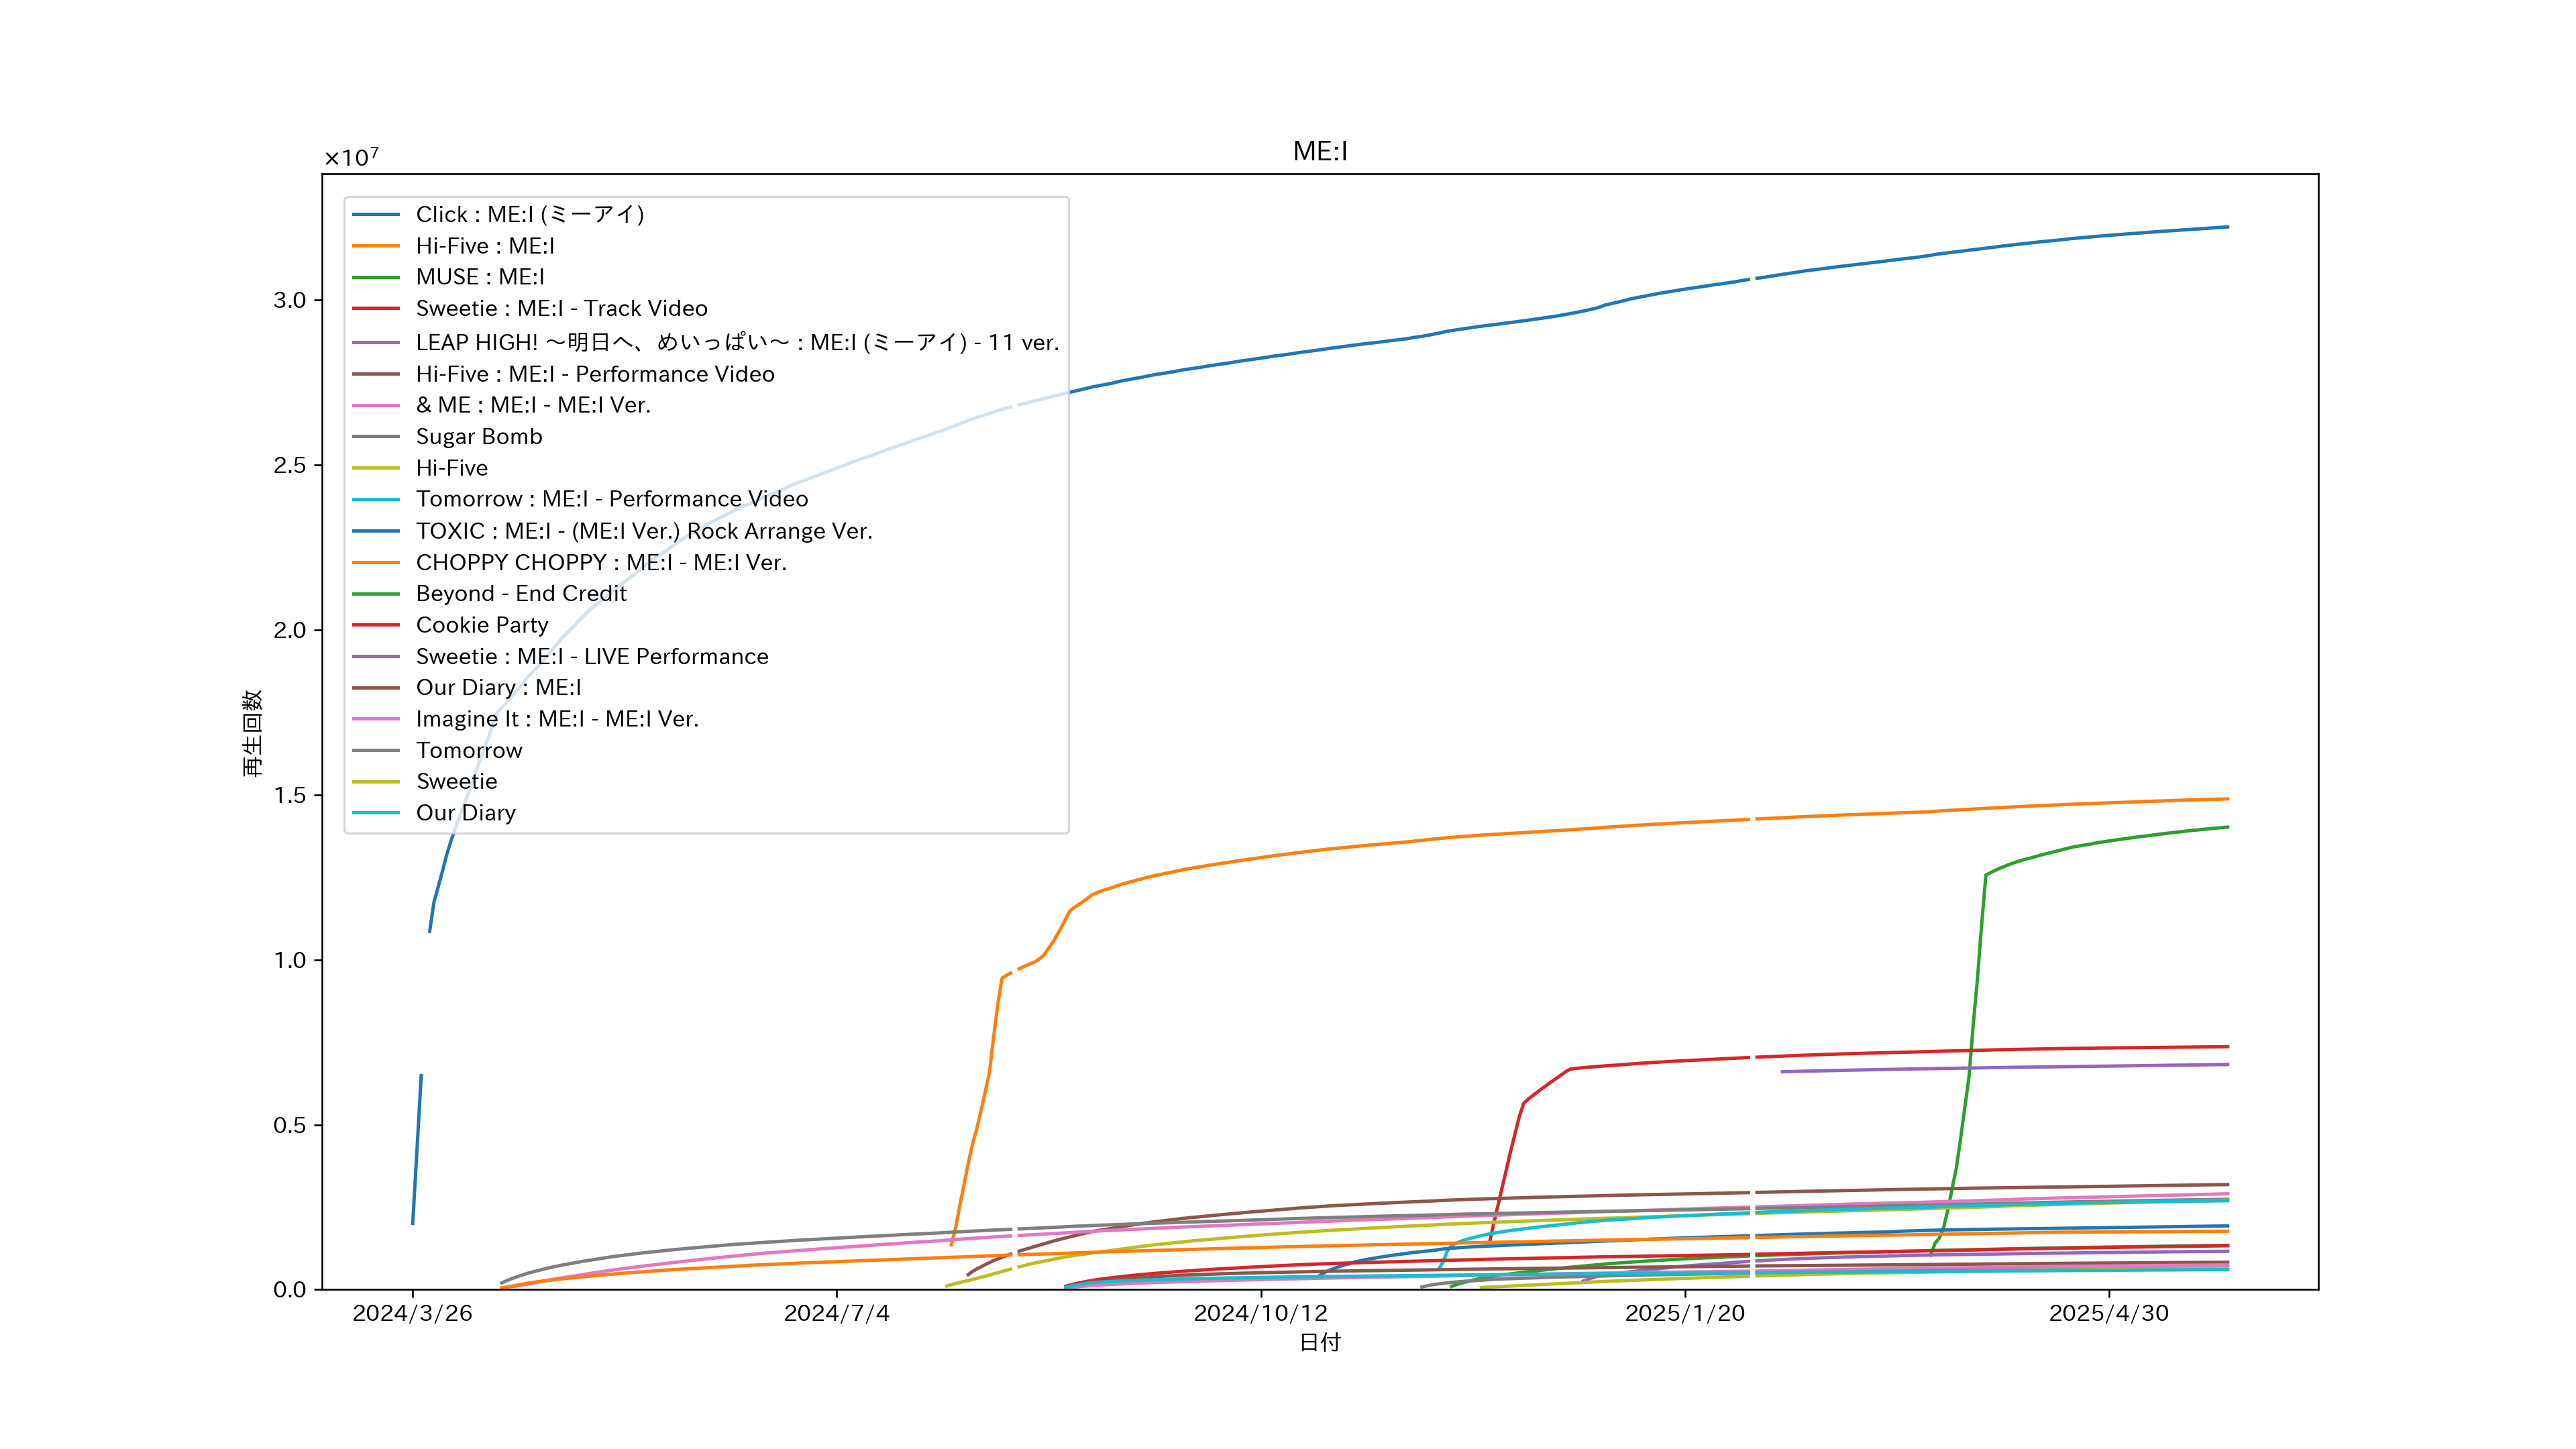 ME:I
×10⁷
Click : ME:I (ミーアイ)
Hi-Five : ME:I
MUSE : ME:I
Sweetie : ME:I - Track Video
LEAP HIGH! ～明日へ、めいっぱい～ : ME:I (ミーアイ) - 11 ver.
Hi-Five : ME:I - Performance Video
& ME : ME:I - ME:I Ver.
Sugar Bomb
Hi-Five
Tomorrow : ME:I - Performance Video
TOXIC : ME:I - (ME:I Ver.) Rock Arrange Ver.
CHOPPY CHOPPY : ME:I - ME:I Ver.
Beyond - End Credit
Cookie Party
Sweetie : ME:I - LIVE Performance
Our Diary : ME:I
Imagine It : ME:I - ME:I Ver.
Tomorrow
Sweetie
Our Diary
3.0
2.5
2.0
1.5
1.0
0.5
0.0
再生回数
2024/3/26
2024/7/4
2024/10/12
2025/1/20
2025/4/30
日付